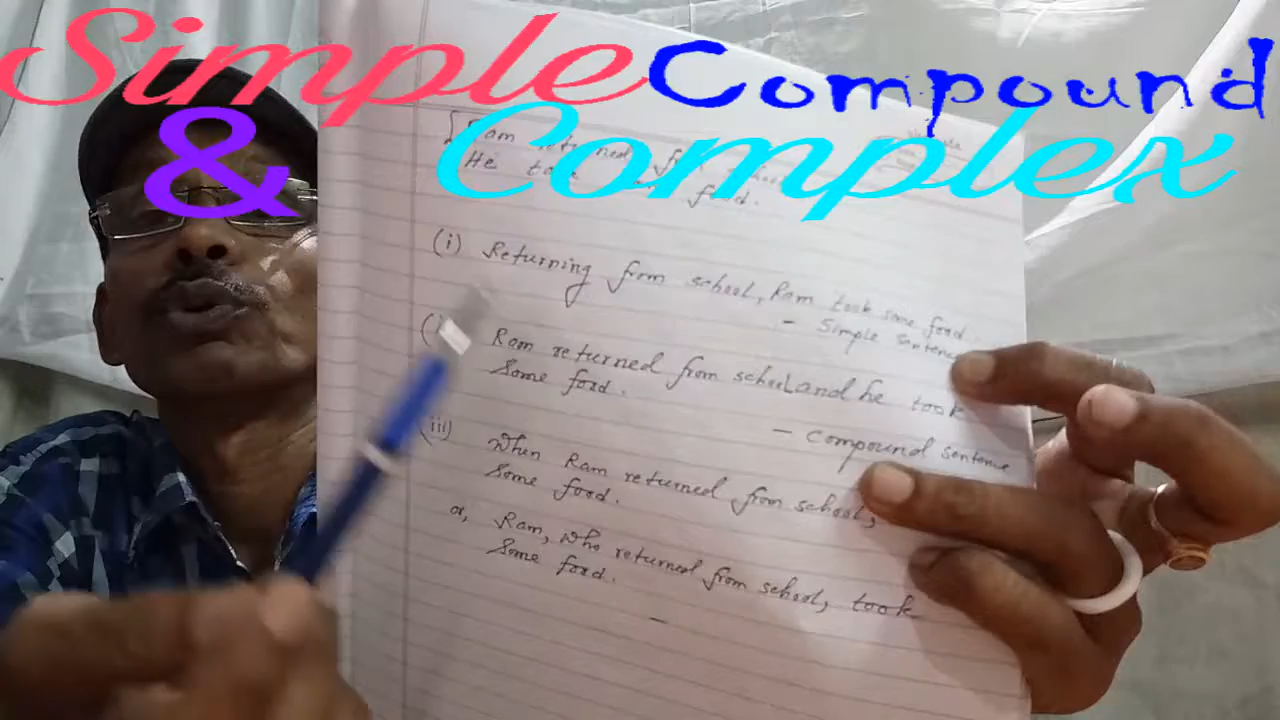 Simple Compound
& Complex
Ram returned
He food.
(i) Returning from school, Ram took some food.
- Simple Sentence
Ram returned from school and he took
Some food.
- Compound sentence
(iii) When Ram returned from school,
Some food.
or, Ram, who returned from school, took
Some food.